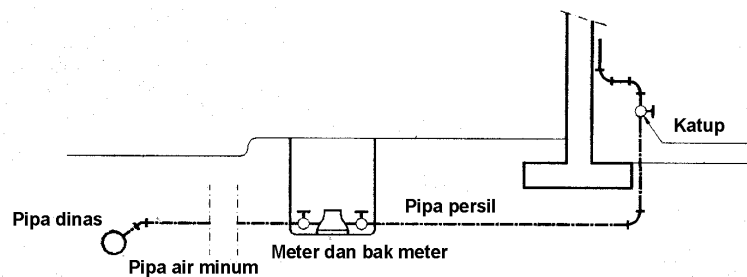 Katup
Pipa persil
Pipa dinas
Meter dan bak meter
Pipa air minum